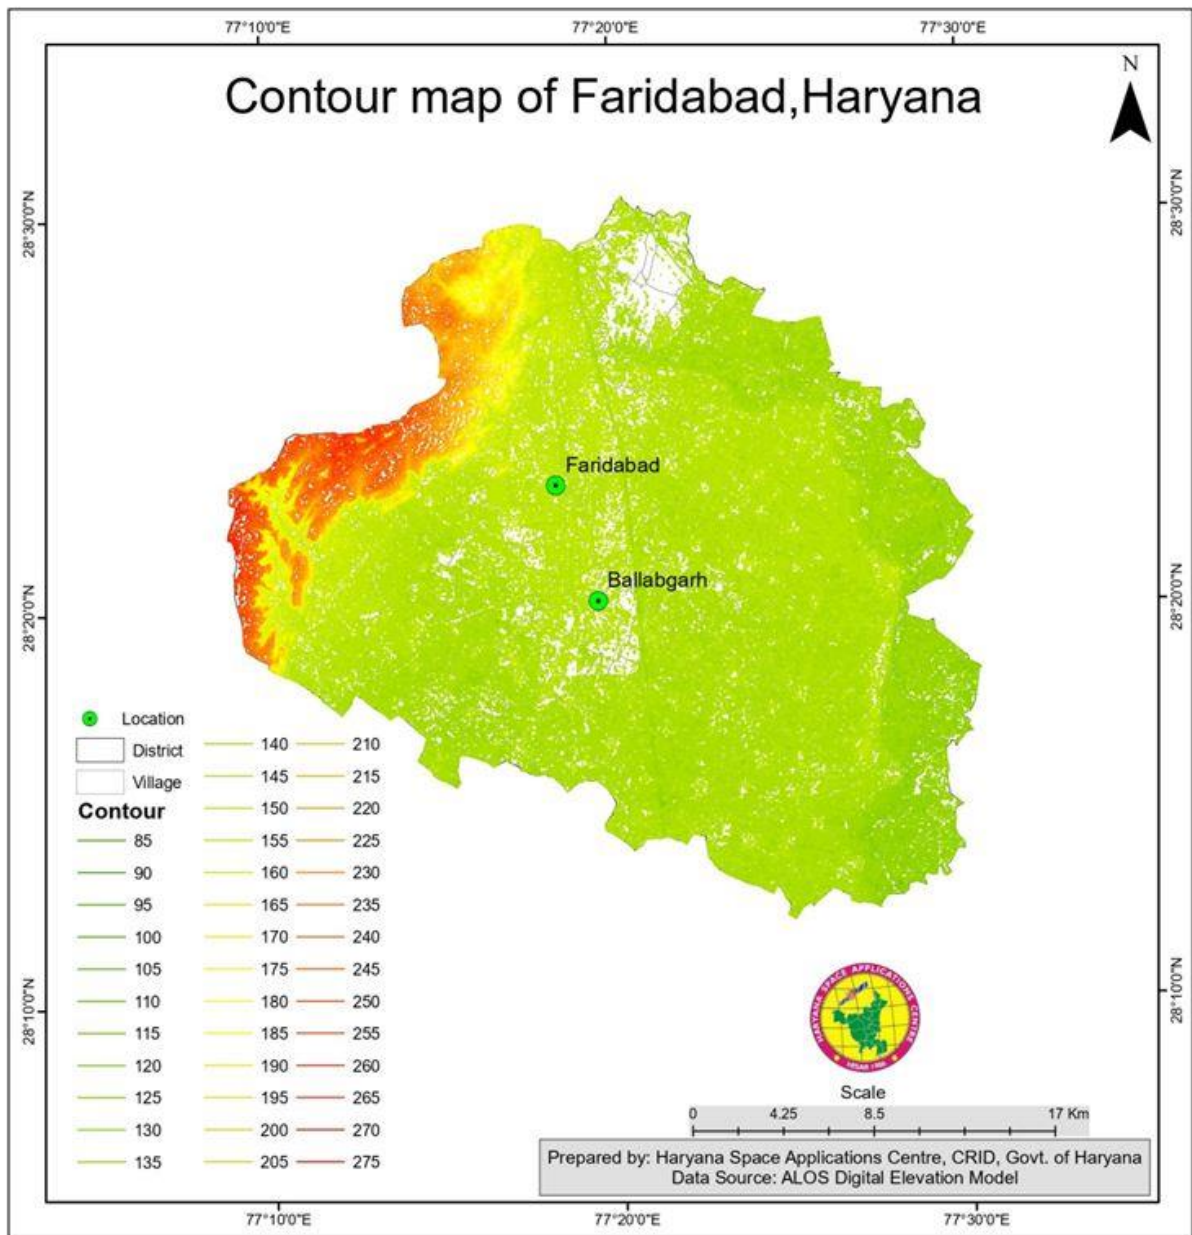 77°10'0"E
77°20'0"E
77°30'0"E
Contour map of Faridabad,Haryana
N
28°30'0"N
28°30'0"N
Faridabad
Ballabgarh
28°20'0"N
28°20'0"N
Location
District
Village
Contour
85
90
95
100
105
110
115
120
125
130
135
140
145
150
155
160
165
170
175
180
185
190
195
200
205
210
215
220
225
230
235
240
245
250
255
260
265
270
275
28°10'0"N
28°10'0"N
HARYANA SPACE APPLICATIONS CENTRE
Scale
0 4.25 8.5 17 Km
Prepared by: Haryana Space Applications Centre, CRID, Govt. of Haryana
Data Source: ALOS Digital Elevation Model
77°10'0"E
77°20'0"E
77°30'0"E